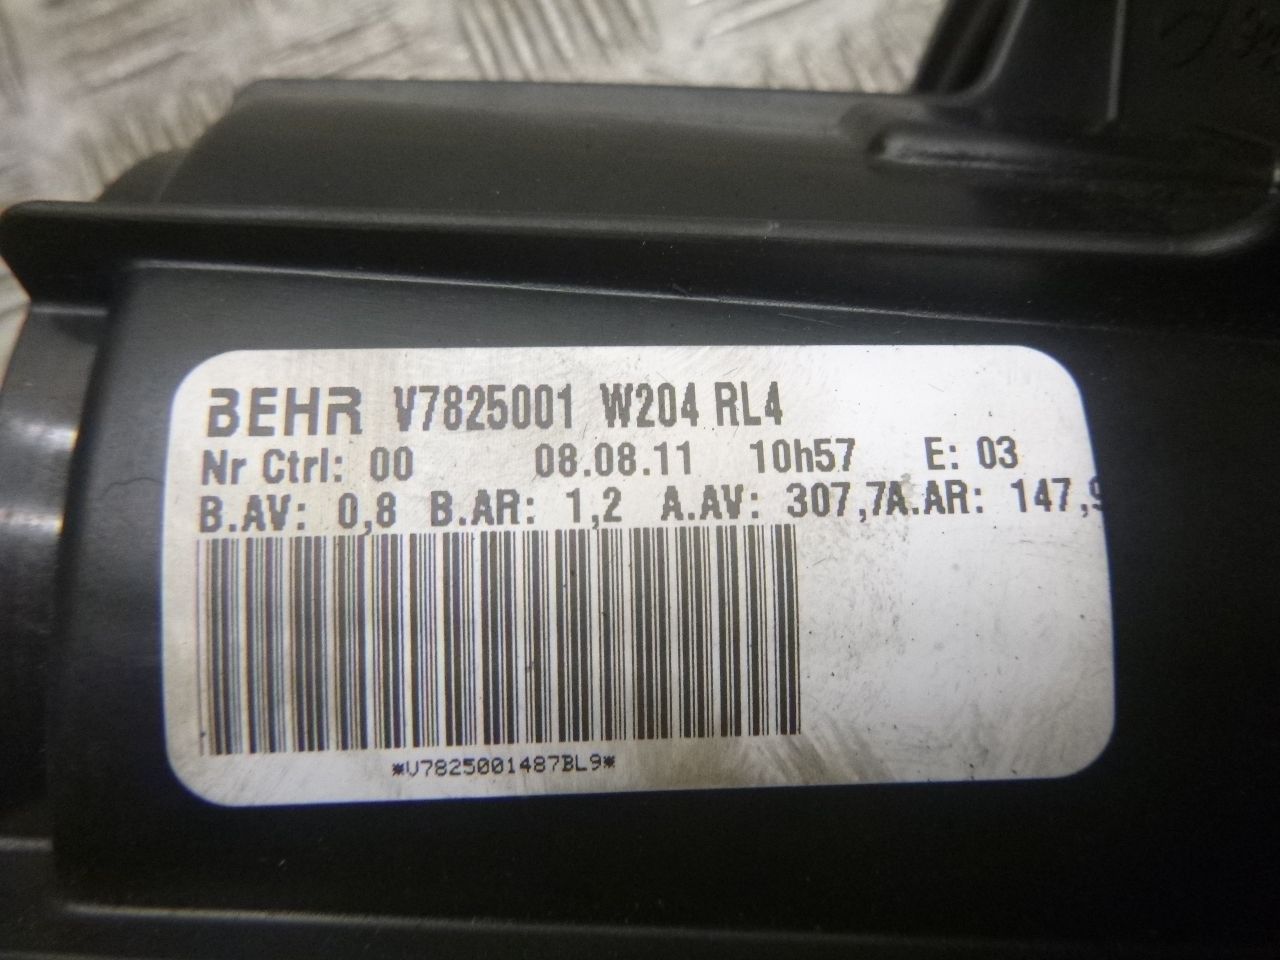 BEHR V7825001 W204 RL4
Nr Ctrl: 00 08.08.11 10h57 E: 03
B.AV: 0,8 B.AR: 1,2 A.AV: 307,7A.AR: 147,9
*V7825001487BL9*